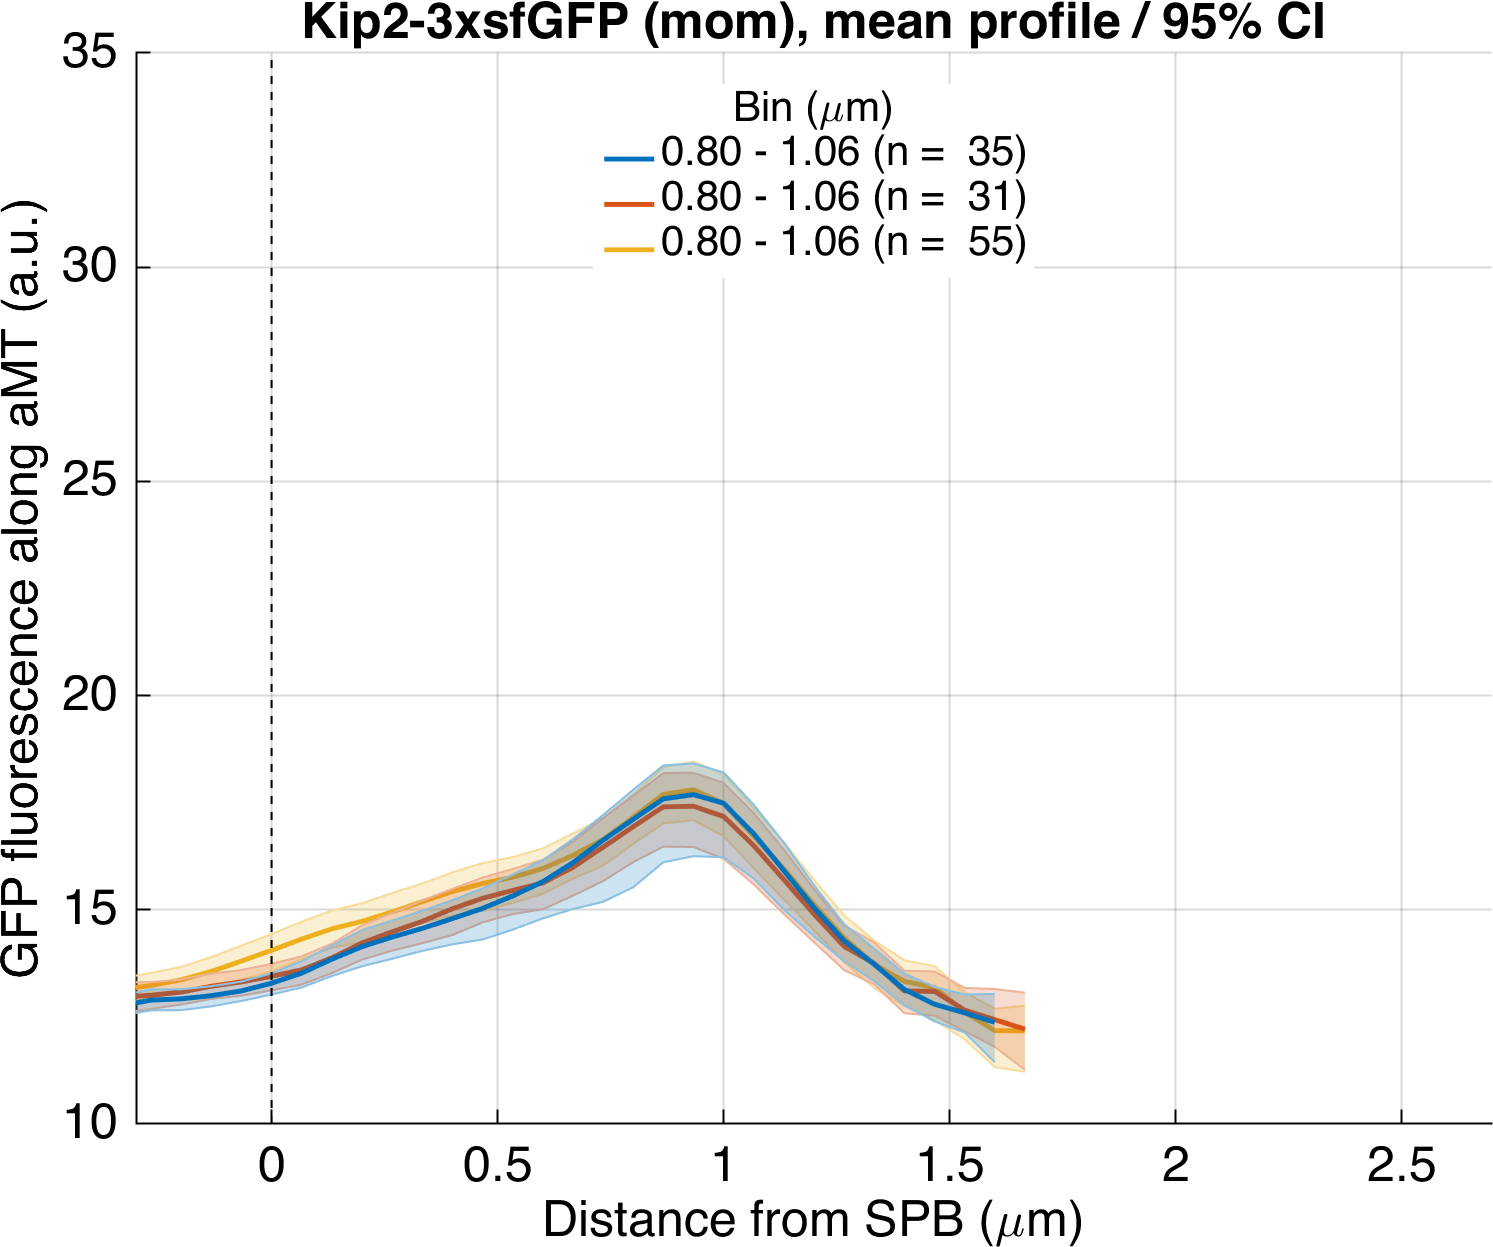 Kip2-3xsfGFP (mom), mean profile / 95% CI
Bin (μm)
0.80 - 1.06 (n = 35)
0.80 - 1.06 (n = 31)
0.80 - 1.06 (n = 55)
GFP fluorescence along aMT (a.u.)
35
30
25
20
15
10
0 0.5 1 1.5 2 2.5
Distance from SPB (μm)